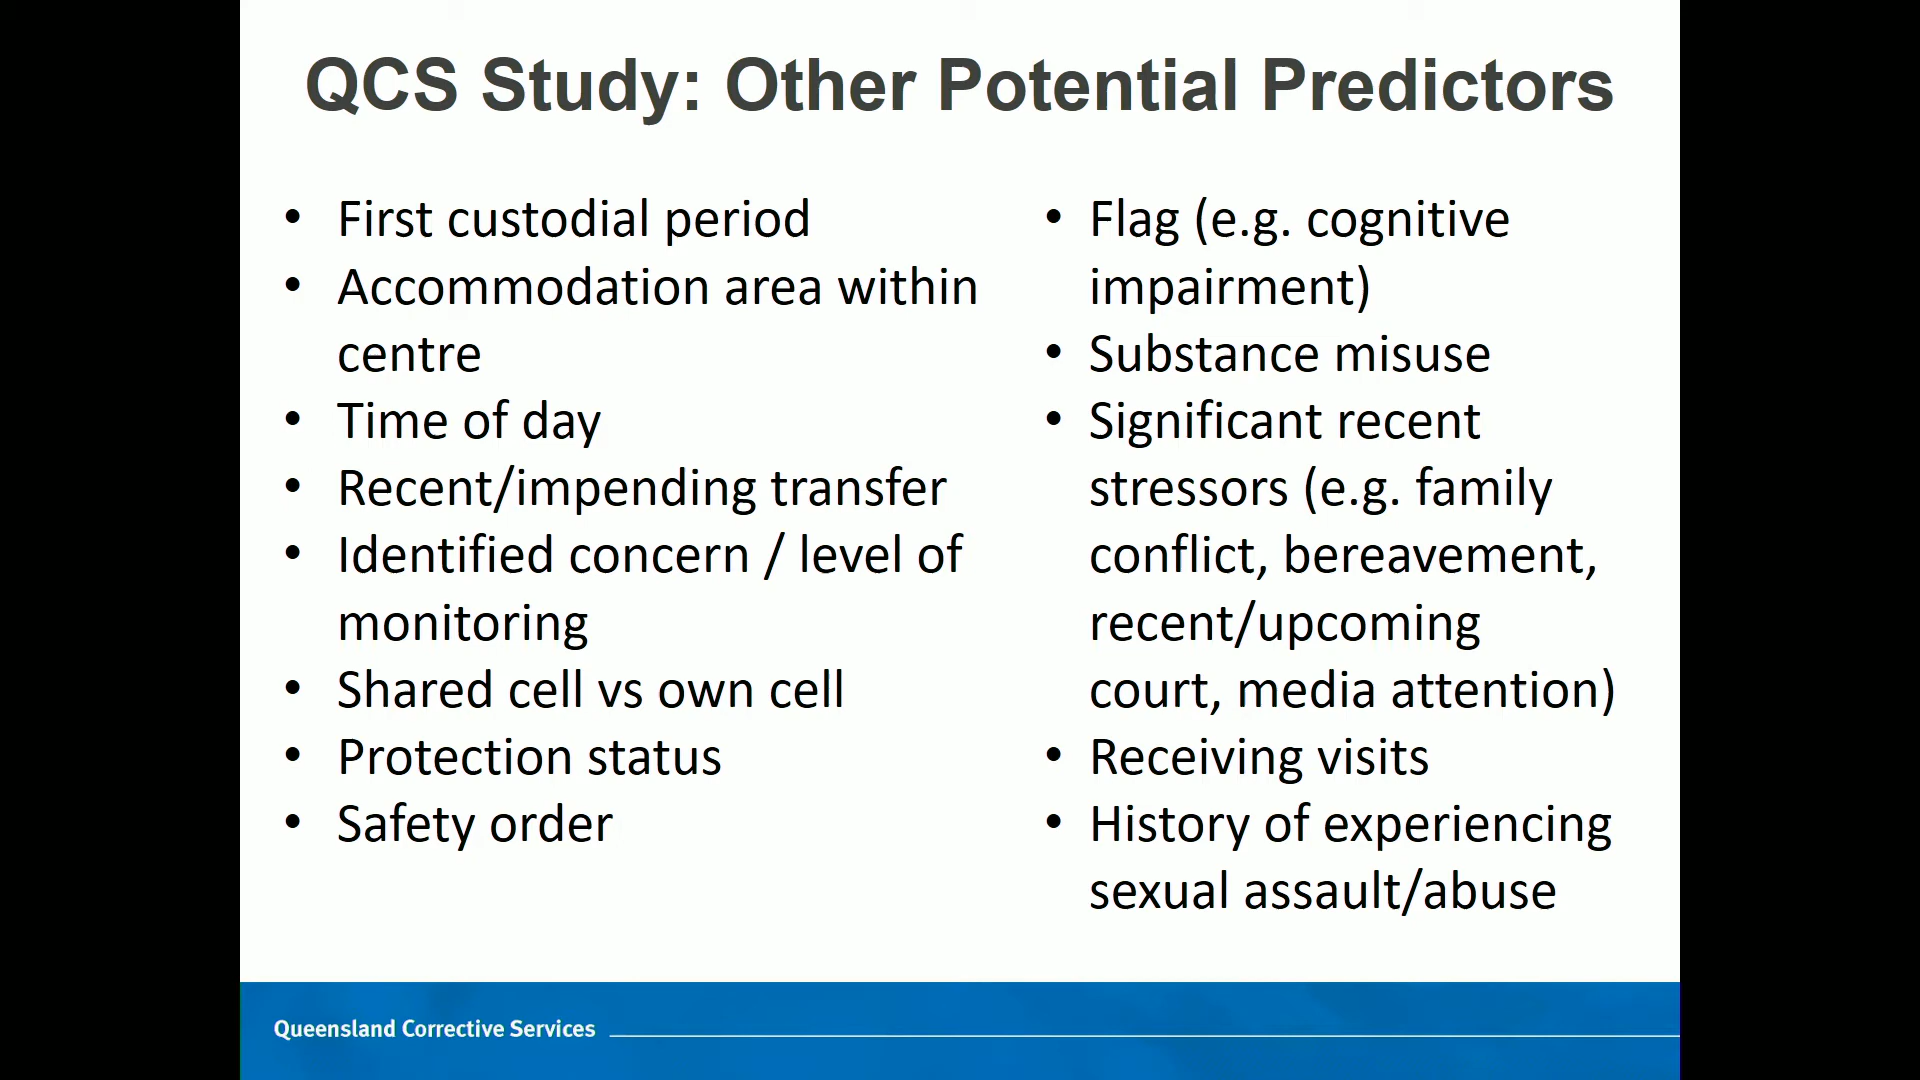 QCS Study: Other Potential Predictors
• First custodial period
• Accommodation area within
centre
• Time of day
• Recent/impending transfer
• Identified concern / level of
monitoring
• Shared cell vs own cell
• Protection status
• Safety order
• Flag (e.g. cognitive
impairment)
• Substance misuse
• Significant recent
stressors (e.g. family
conflict, bereavement,
recent/upcoming
court, media attention)
• Receiving visits
• History of experiencing
sexual assault/abuse
Queensland Corrective Services